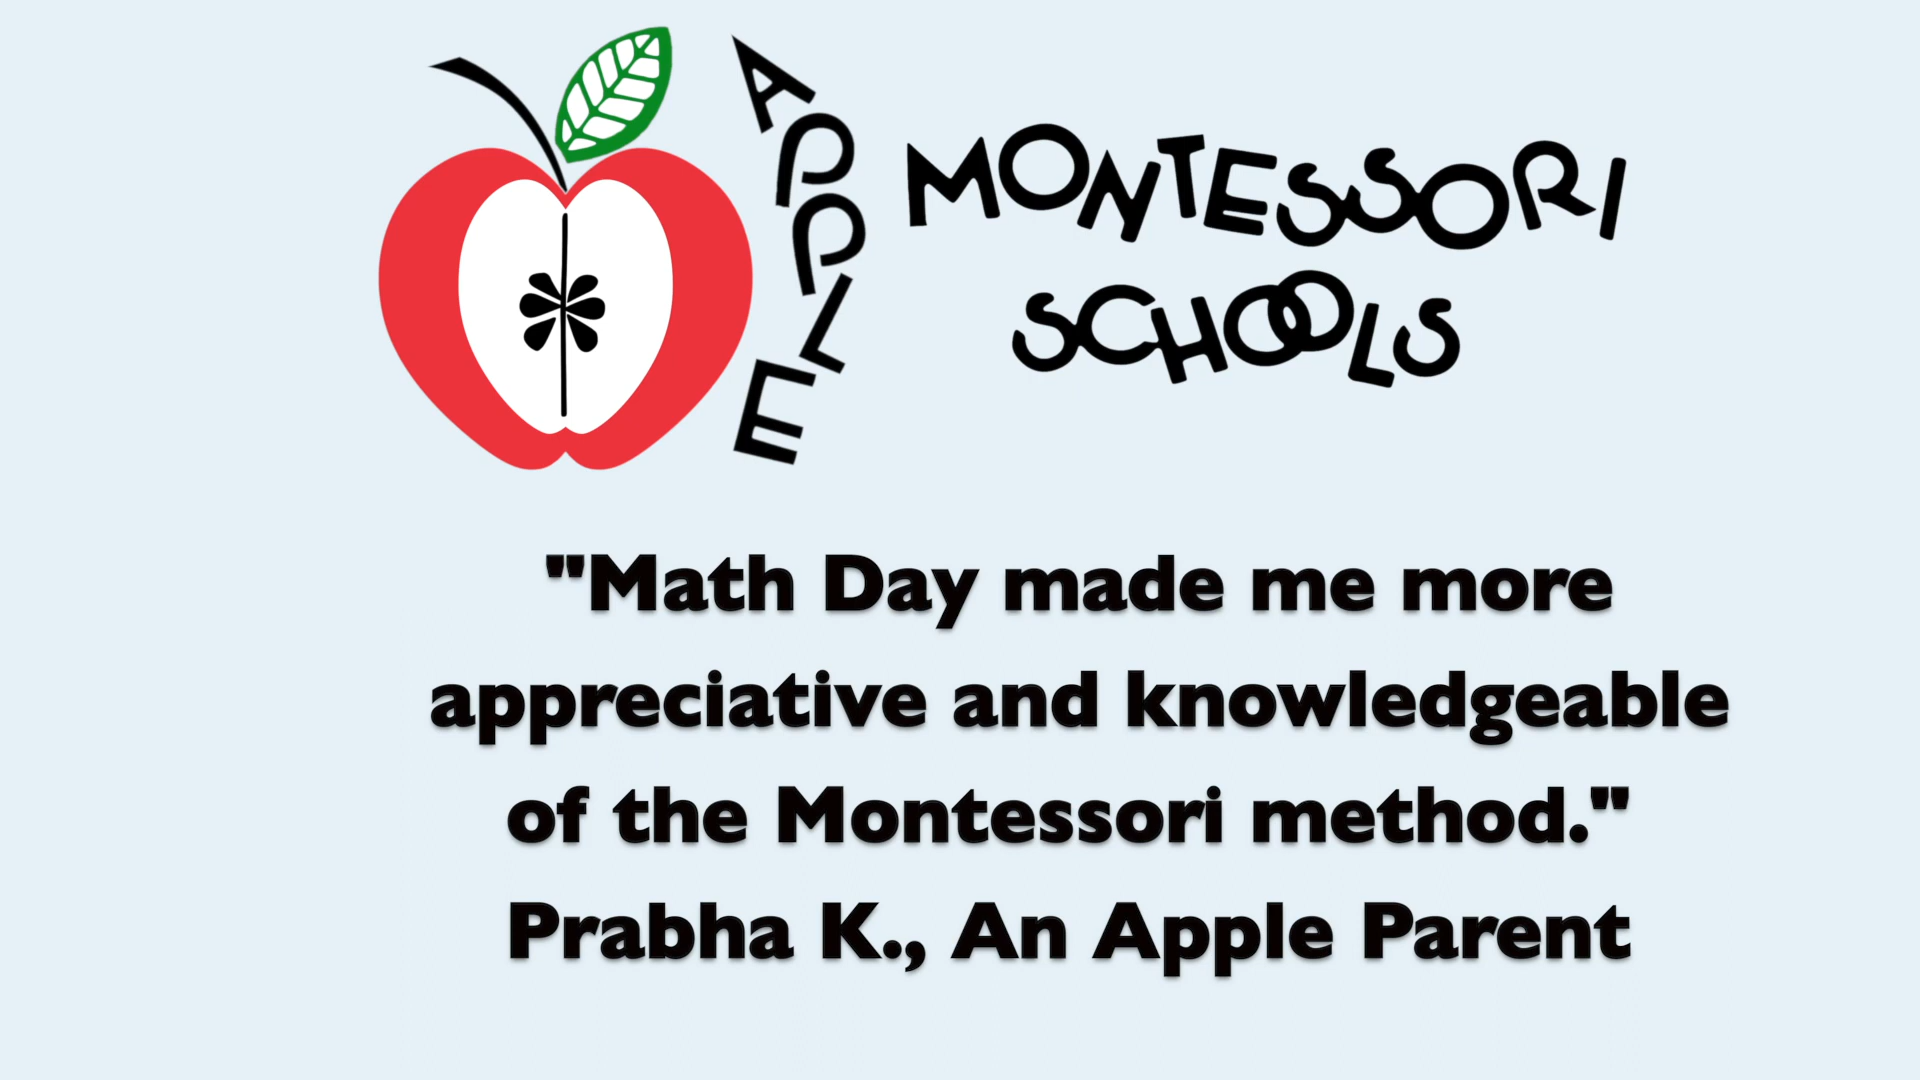 APPLE
MONTESSORI
SCHOOLS
"Math Day made me more
appreciative and knowledgeable
of the Montessori method."
Prabha K., An Apple Parent